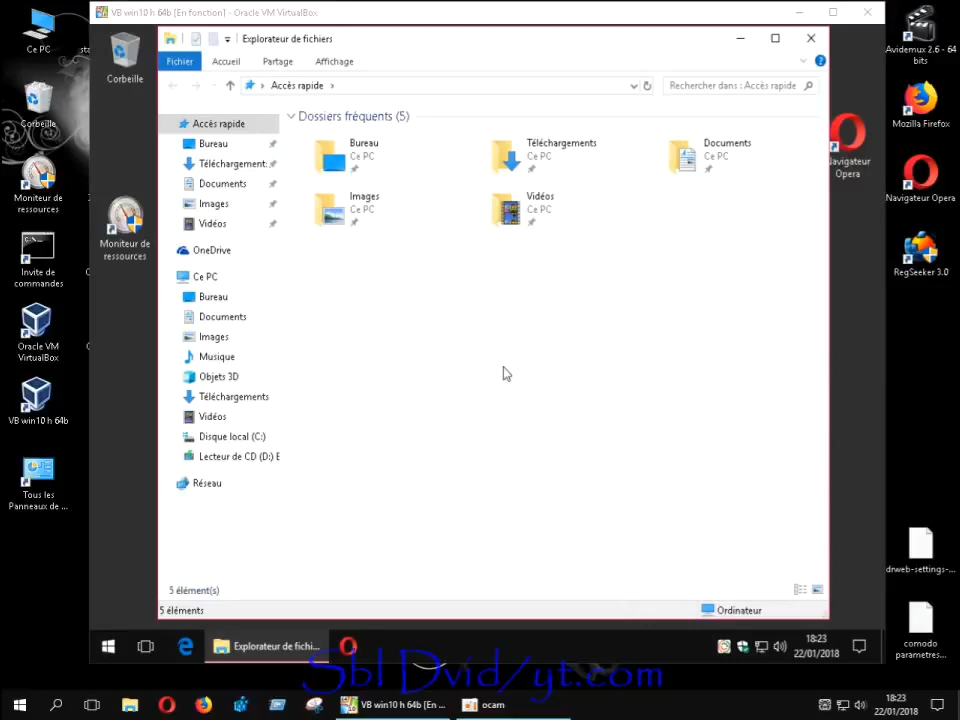 VB win10 h 64b [En fonction] - Oracle VM VirtualBox
Ce PC
Corbeille
Moniteur de
ressources
Invite de
commandes
Oracle VM
VirtualBox
VB win10 h 64b
Tous les
Panneaux de ...
Corbeille
Moniteur de
ressources
Explorateur de fichiers
Fichier
Accueil
Partage
Affichage
Accès rapide
Rechercher dans : Accès rapide
Accès rapide
Bureau
Téléchargement:
Documents
Images
Vidéos
OneDrive
Ce PC
Bureau
Documents
Images
Musique
Objets 3D
Téléchargements
Vidéos
Disque local (C:)
Lecteur de CD (D:) E
Réseau
Dossiers fréquents (5)
Bureau
Ce PC
Téléchargements
Ce PC
Documents
Ce PC
Images
Ce PC
Vidéos
Ce PC
5 élément(s)
5 éléments
Ordinateur
Navigateur
Opera
Avidemux 2.6 - 64
bits
Mozilla Firefox
Navigateur Opera
RegSeeker 3.0
drweb-settings-...
comodo
parametres...
Explorateur de fichi...
18:23
22/01/2018
Sbl Dvid/yt.com
VB win10 h 64b [En ...
ocam
18:23
22/01/2018